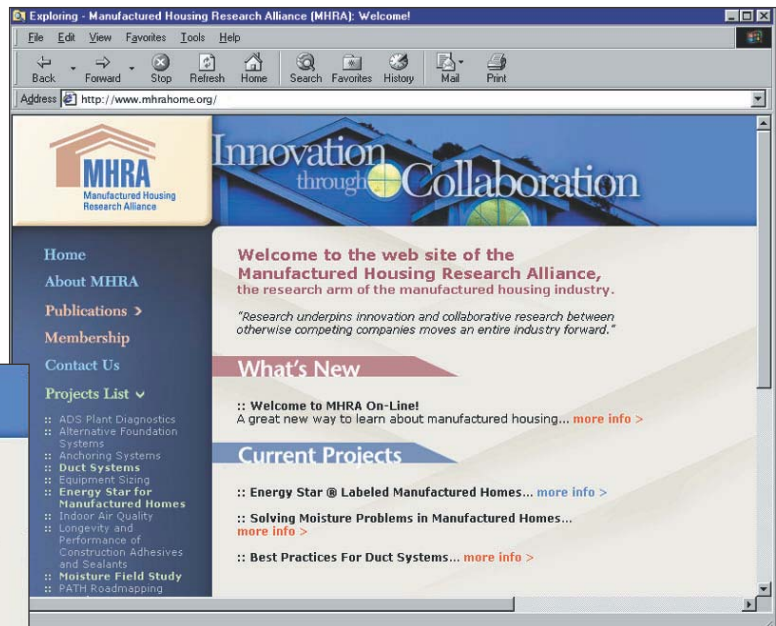 Exploring - Manufactured Housing Research Alliance (MHRA): Welcome!
File Edit View Favorites Tools Help
Back Forward Stop Refresh Home Search Favorites History Mail Print
Address http://www.mhrahome.org/
MHRA
Manufactured Housing
Research Alliance
Innovation
through Collaboration
Home
About MHRA
Publications >
Membership
Contact Us
Projects List
:: ADS Plant Diagnostics
:: Alternative Foundation
Systems
:: Anchoring Systems
:: Duct Systems
:: Equipment Sizing
:: Energy Star for
Manufactured Homes
:: Indoor Air Quality
:: Longevity and
Performance of
Construction Adhesives
and Sealants
:: Moisture Field Study
:: PATH Roadmapping
Welcome to the web site of the
Manufactured Housing Research Alliance,
the research arm of the manufactured housing industry.
"Research underpins innovation and collaborative research between
otherwise competing companies moves an entire industry forward."
What's New
:: Welcome to MHRA On-Line!
A great new way to learn about manufactured housing... more info >
Current Projects
:: Energy Star ® Labeled Manufactured Homes... more info >
:: Solving Moisture Problems in Manufactured Homes...
more info >
:: Best Practices For Duct Systems... more info >